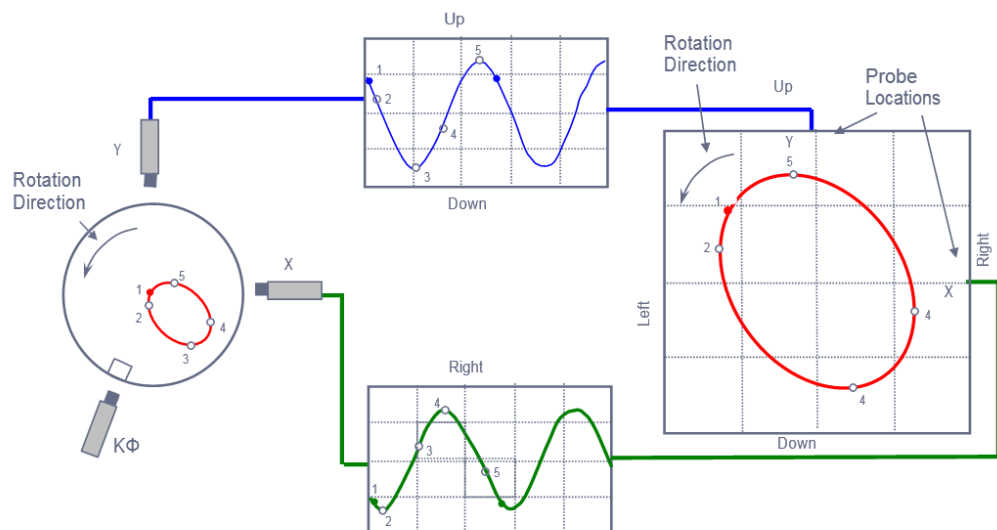 Up
1
2
3
4
5
Down
Y
Rotation
Direction
X
1
2
3
4
5
KΦ
Right
1
2
3
4
5
Rotation
Direction
Up
Probe
Locations
Y
5
1
2
4
4
X
Left
Right
Down